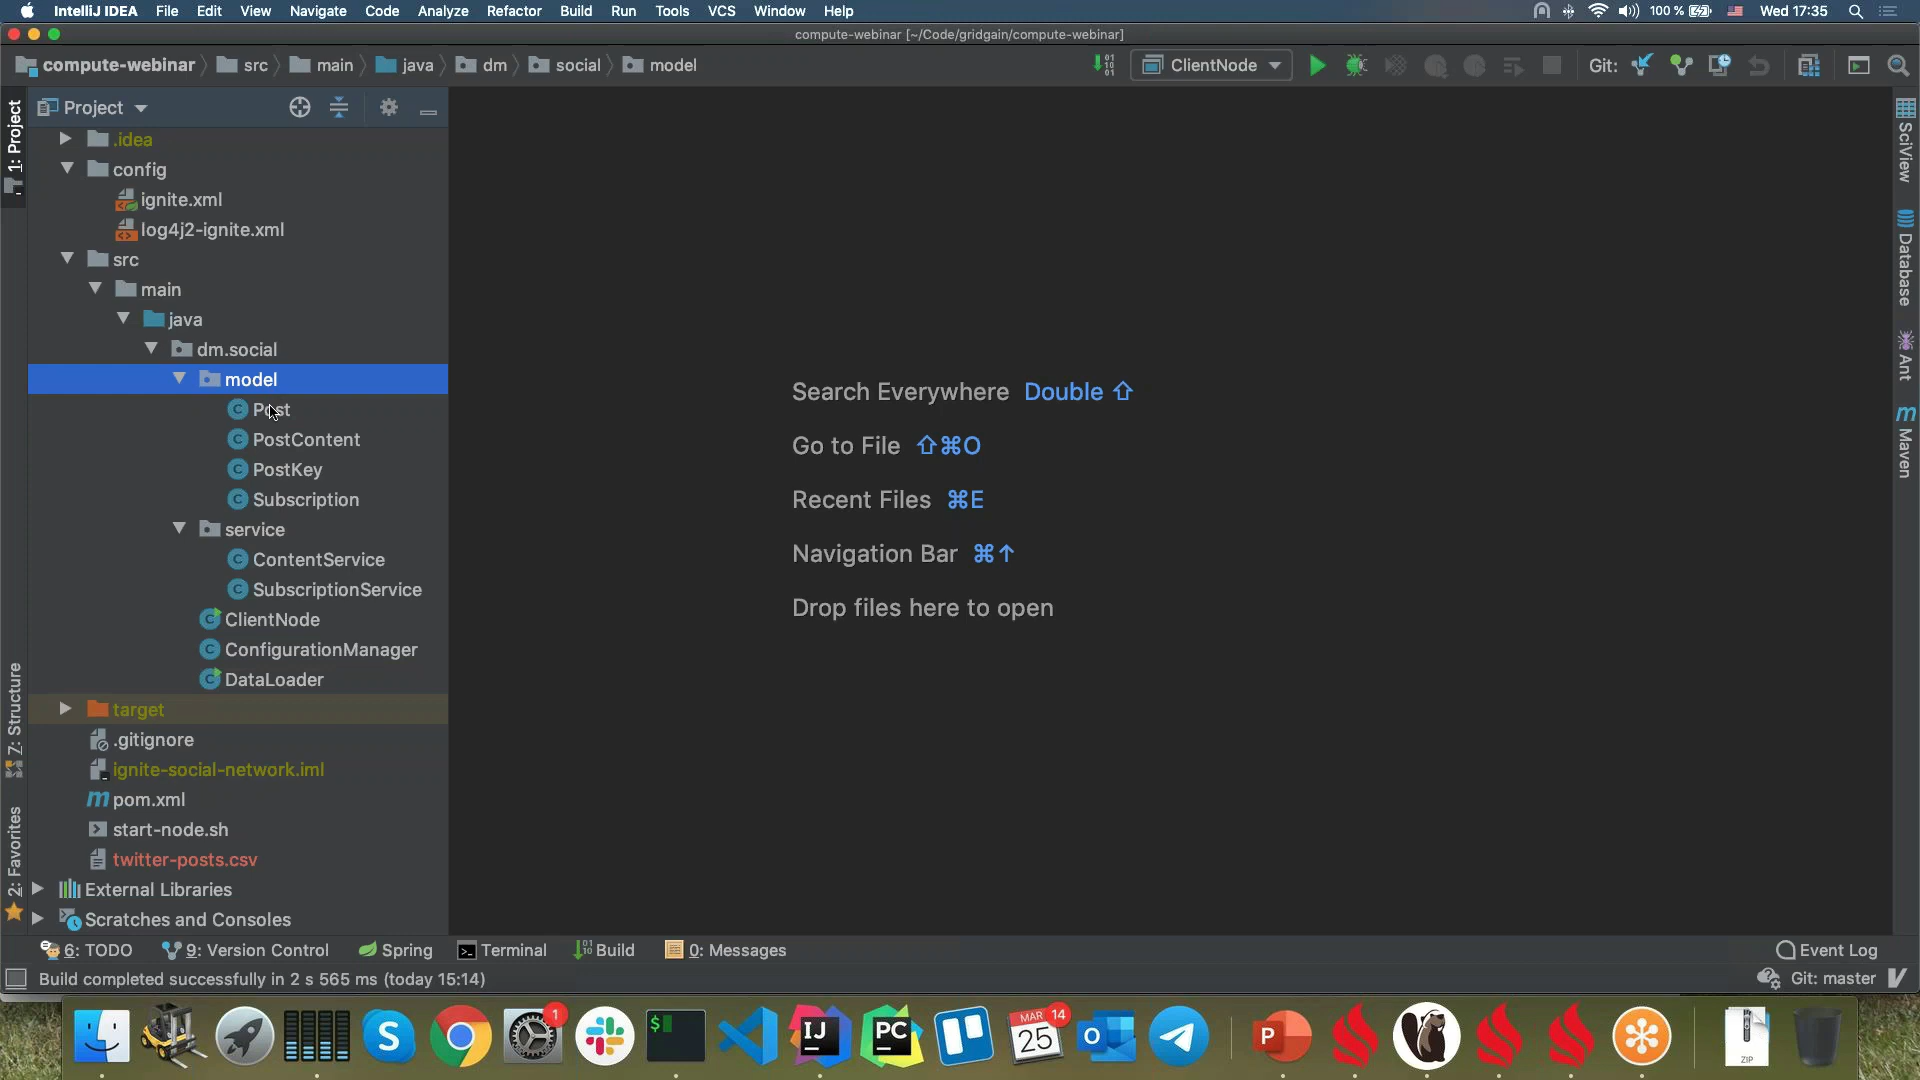 IntelliJ IDEA File Edit View Navigate Code Analyze Refactor Build Run Tools VCS Window Help 100 % Wed 17:35
compute-webinar [~/Code/gridgain/compute-webinar]
compute-webinar src main java dm social model ClientNode Git:
Project
1: Project
.idea
config
ignite.xml
log4j2-ignite.xml
src
main
java
dm.social
model
Post
PostContent
PostKey
Subscription
service
ContentService
SubscriptionService
ClientNode
ConfigurationManager
DataLoader
target
.gitignore
ignite-social-network.iml
pom.xml
start-node.sh
twitter-posts.csv
External Libraries
Scratches and Consoles
7: Structure
2: Favorites
Search Everywhere Double ⇧
Go to File ⇧⌘O
Recent Files ⌘E
Navigation Bar ⌘↑
Drop files here to open
SciView
Database
Ant
Maven
6: TODO 9: Version Control Spring Terminal Build 0: Messages Event Log
Build completed successfully in 2 s 565 ms (today 15:14) Git: master
1
MAR 14
25
S
$
IJ
PC
O
P
ZIP